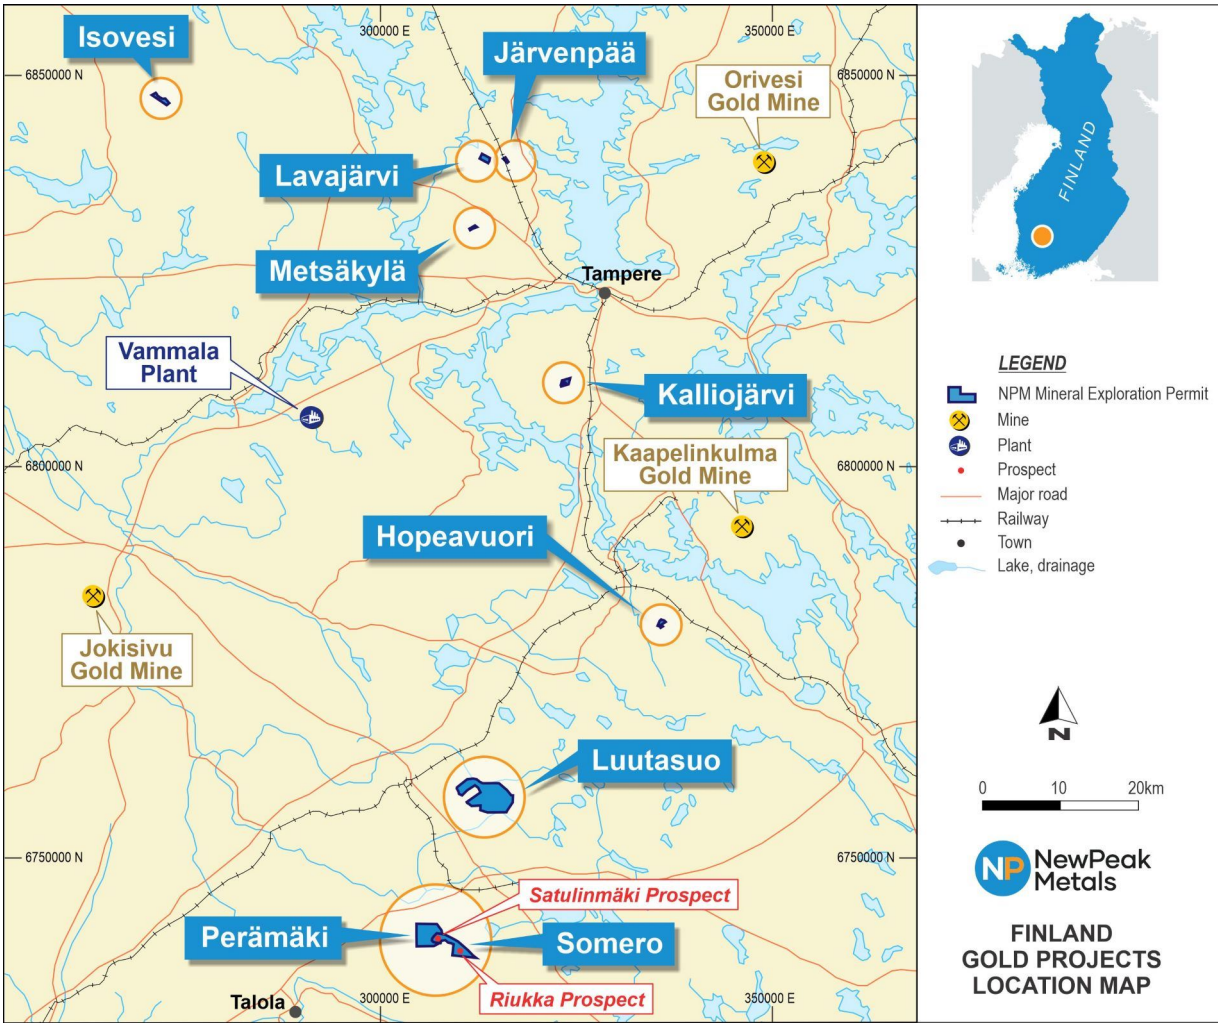 300000 E
350000 E
Isovesi
Järvenpää
6850000 N
6850000 N
Orivesi
Gold Mine
Lavajärvi
Metsäkylä
Tampere
Vammala
Plant
Kalliojärvi
Kaapelinkulma
Gold Mine
6800000 N
6800000 N
Hopeavuori
Jokisivu
Gold Mine
Luutasuo
6750000 N
6750000 N
Satulinmäki Prospect
Perämäki
Somero
Riukka Prospect
Talola
300000 E
350000 E
FINLAND
LEGEND
NPM Mineral Exploration Permit
Mine
Plant
Prospect
Major road
Railway
Town
Lake, drainage
N
0 10 20km
NP NewPeak
Metals
FINLAND
GOLD PROJECTS
LOCATION MAP